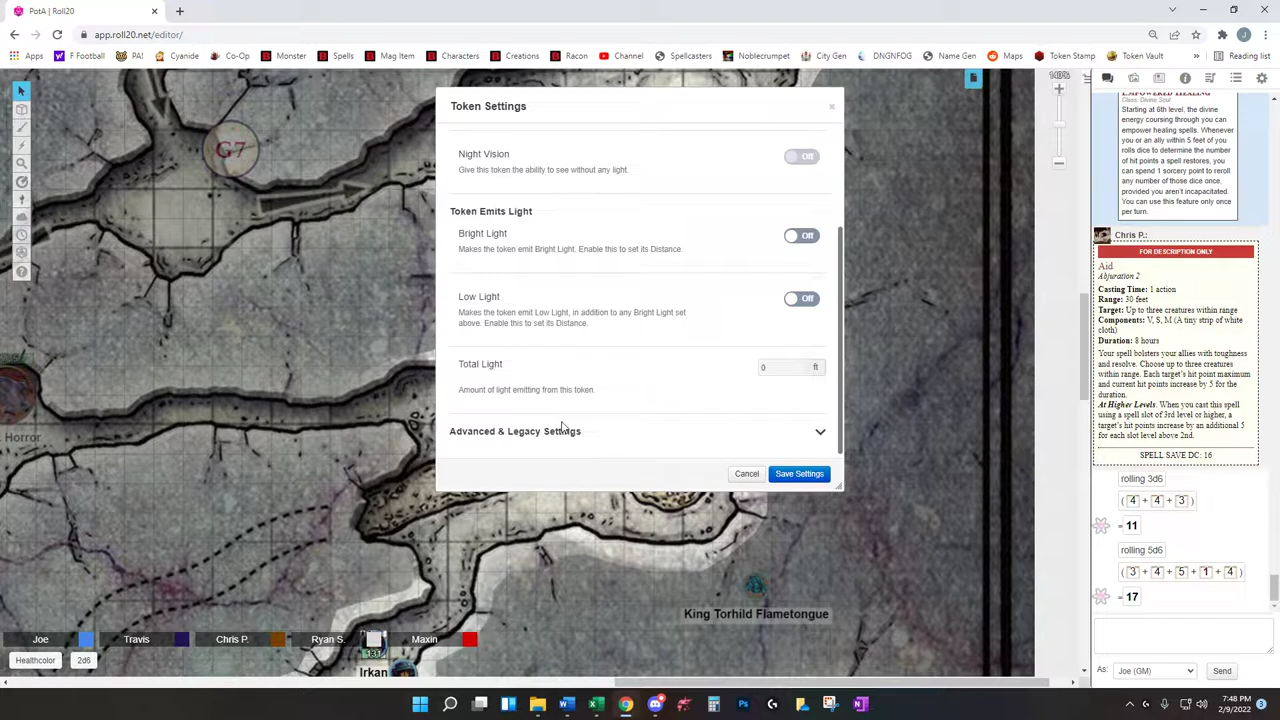 PotA | Roll20
app.roll20.net/editor/
Apps
F Football
PA!
Cyanide
Co-Op
Monster
Spells
Mag Item
Characters
Creations
Racon
Channel
Spellcasters
Noblecrumpet
City Gen
DNGNFOG
Name Gen
Maps
Token Stamp
Token Vault
Reading list
140%
G7
Token Settings
Night Vision
Off
Give this token the ability to see without any light.
Token Emits Light
Bright Light
Off
Makes the token emit Bright Light. Enable this to set its Distance.
Low Light
Off
Makes the token emit Low Light, in addition to any Bright Light set
above. Enable this to set its Distance.
Total Light
0 ft
Amount of light emitting from this token.
Advanced & Legacy Settings
Cancel
Save Settings
Horror
King Torhild Flametongue
Joe
Travis
Chris P.
Ryan S.
Maxin
Healthcolor
2d6
Irkan
EMPOWERED HEALING
Class: Divine Soul
Starting at 6th level, the divine
energy coursing through you can
empower healing spells. Whenever
you or an ally within 5 feet of you
rolls dice to determine the number
of hit points a spell restores, you
can spend 1 sorcery point to reroll
any number of those dice once,
provided you aren't incapacitated.
You can use this feature only once
per turn.
Chris P.:
FOR DESCRIPTION ONLY
Aid
Abjuration 2
Casting Time: 1 action
Range: 30 feet
Target: Up to three creatures within range
Components: V, S, M (A tiny strip of white
cloth)
Duration: 8 hours
Your spell bolsters your allies with toughness
and resolve. Choose up to three creatures
within range. Each target's hit point maximum
and current hit points increase by 5 for the
duration.
At Higher Levels. When you cast this spell
using a spell slot of 3rd level or higher, a
target's hit points increase by an additional 5
for each slot level above 2nd.
SPELL SAVE DC: 16
rolling 3d6
( 4 + 4 + 3 )
= 11
rolling 5d6
( 3 + 4 + 5 + 1 + 4 )
= 17
As:
Joe (GM)
Send
7:48 PM
2/9/2022